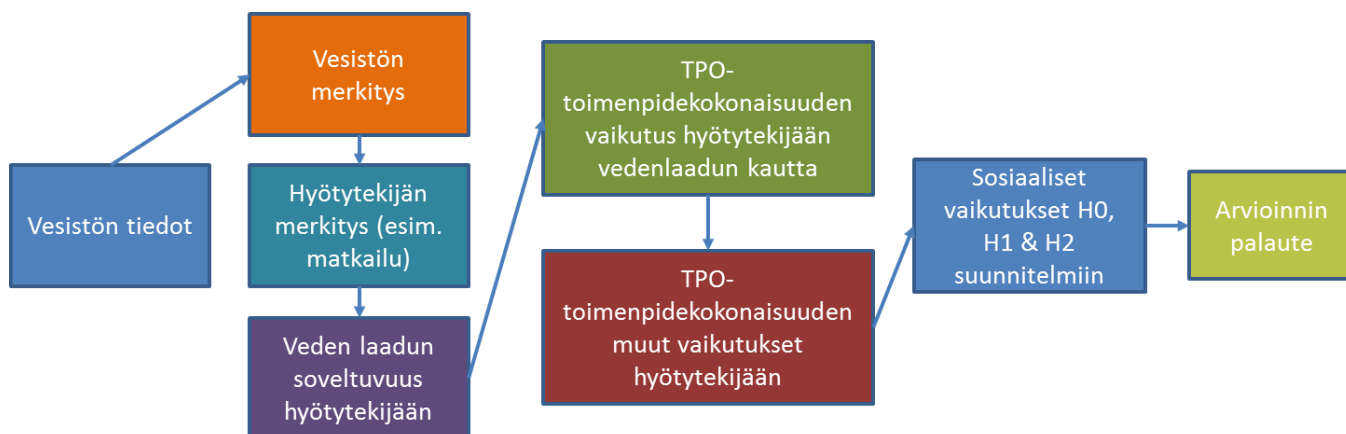 Vesistön tiedot
Vesistön
merkitys
Hyötytekijän
merkitys (esim.
matkailu)
Veden laadun
soveltuvuus
hyötytekijään
TPO-
toimenpidekokonaisuuden
vaikutus hyötytekijään
vedenlaadun kautta
TPO-
toimenpidekokonaisuuden
muut vaikutukset
hyötytekijään
Sosiaaliset
vaikutukset H0,
H1 & H2
suunnitelmiin
Arvioinnin
palaute